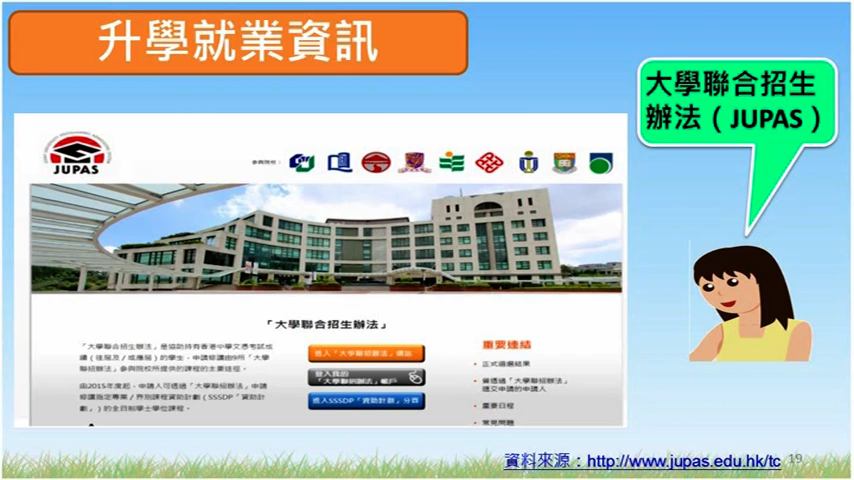 升學就業資訊
大學聯合招生
辦法（JUPAS）
JUPAS
參與院校：
「大學聯合招生辦法」
「大學聯合招生辦法」是協助持有香港中學文憑考試成
績（往屆及／或應屆）的學生，申請修讀由9所「大學
聯招辦法」參與院校所提供的課程的主要途徑。
由2015年度起，申請人可透過「大學聯招辦法」申請
修讀指定專業／界別課程資助計劃（SSSDP「資助計
劃」）的全日制學士學位課程。
進入「大學聯招辦法」網站
登入我的
「大學聯招辦法」帳戶
進入SSSDP「資助計劃」分頁
重要連結
正式遴選結果
曾透過「大學聯招辦法」
遞交申請的申請人
重要日程
常見問題
資料來源：http://www.jupas.edu.hk/tc
19